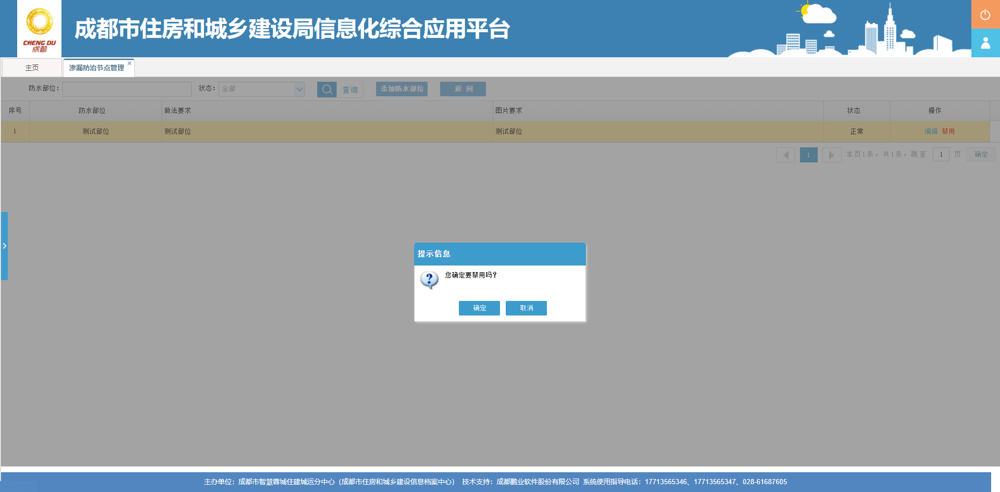 CHENG DU
成都
成都市住房和城乡建设局信息化综合应用平台
主页 渗漏防治节点管理
防水部位： 状态： 全部 查询 添加防水部位 返 回
序号 防水部位 做法要求 图片要求 状态 操作
1 测试部位 测试部位 测试部位 正常 编辑 禁用
1 本页1条，共1条，跳至 1 页 确定
提示信息
您确定要禁用吗?
确定 取消
主办单位：成都市智慧蓉城住建城运分中心（成都市住房和城乡建设信息档案中心） 技术支持：成都鹏业软件股份有限公司 系统使用指导电话：17713565346、17713565347、028-61687605